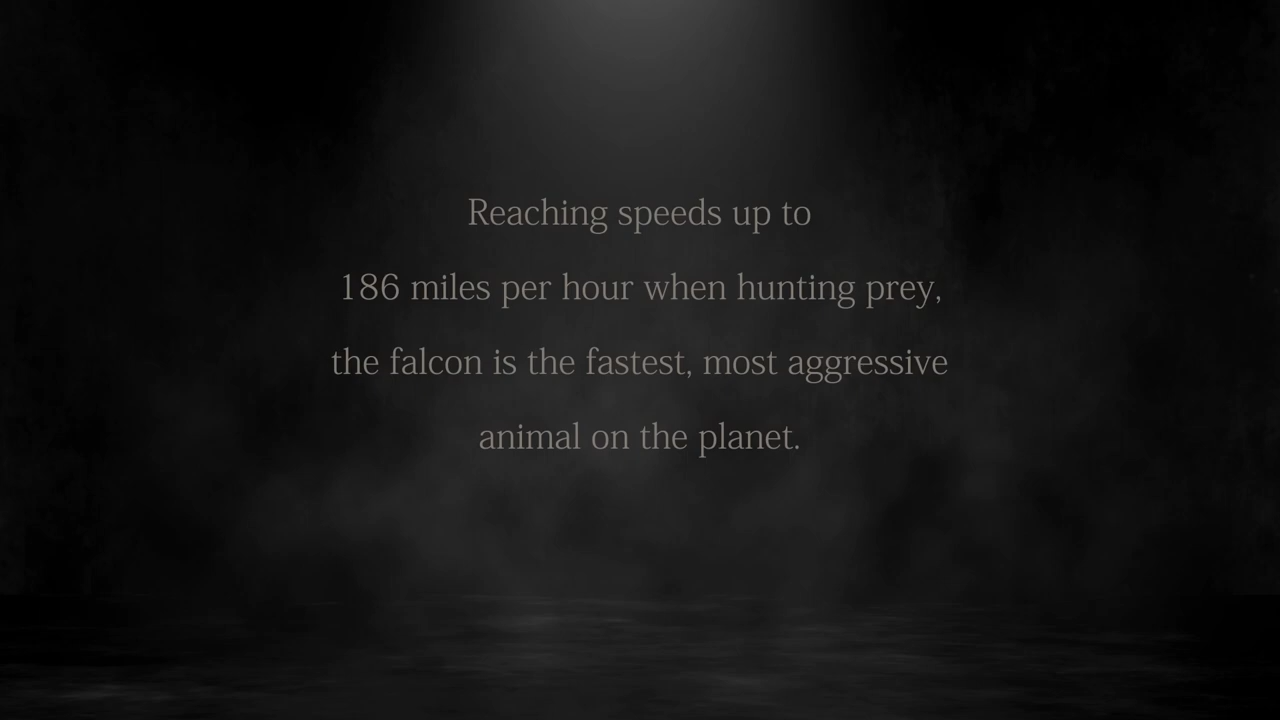 Reaching speeds up to
186 miles per hour when hunting prey,
the falcon is the fastest, most aggressive
animal on the planet.